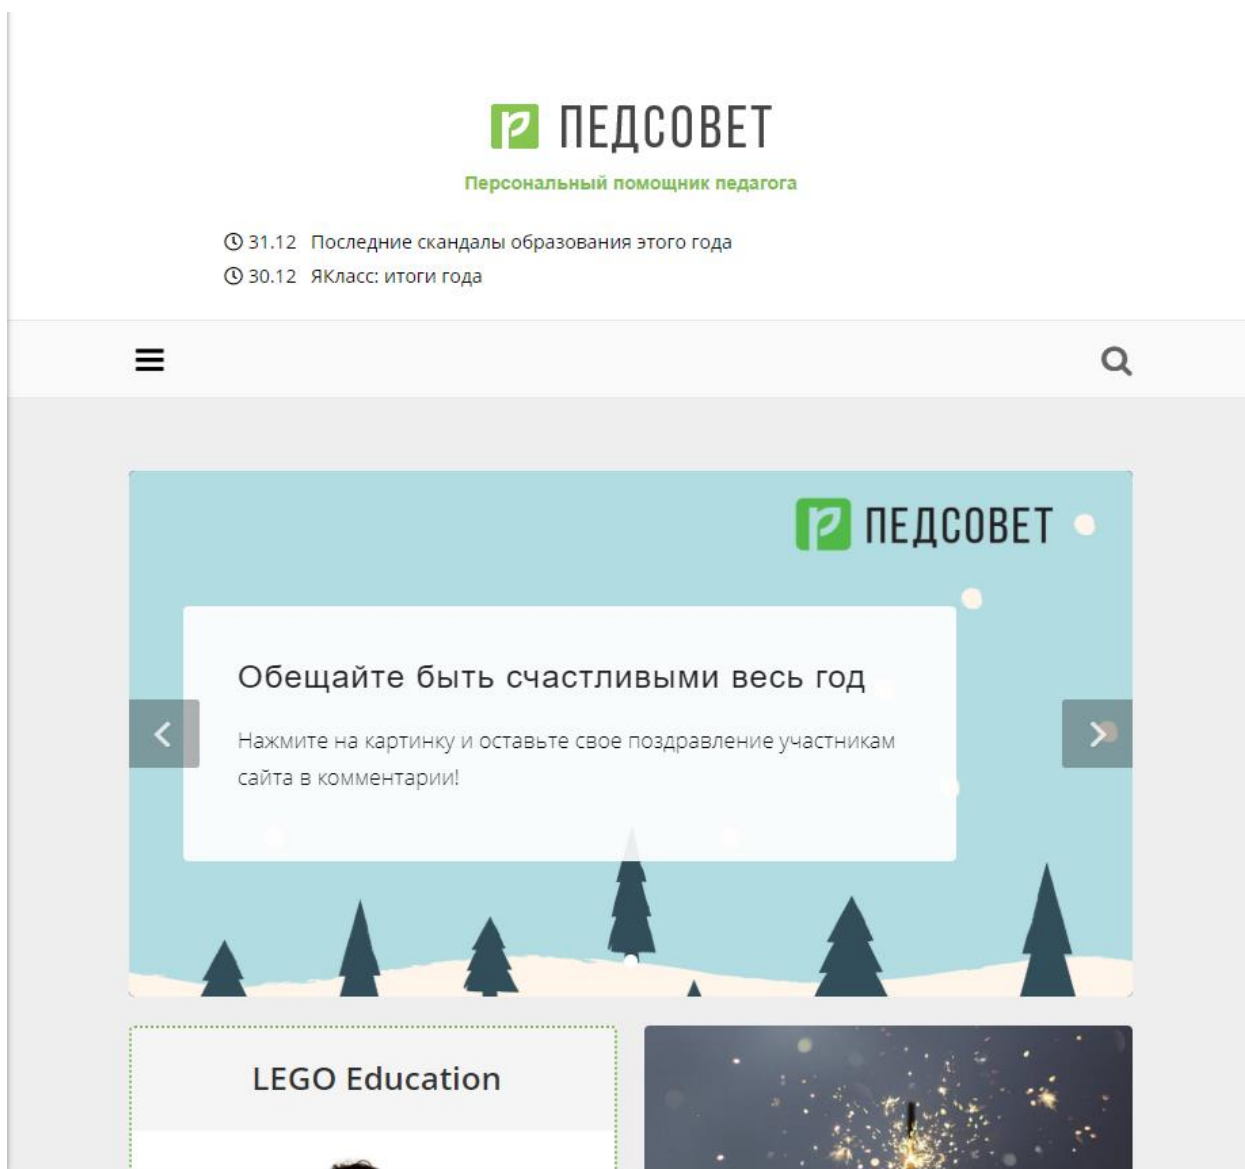 ПЕДСОВЕТ
Персональный помощник педагога
31.12 Последние скандалы образования этого года
30.12 ЯКласс: итоги года
ПЕДСОВЕТ
Обещайте быть счастливыми весь год
Нажмите на картинку и оставьте свое поздравление участникам
сайта в комментарии!
LEGO Education